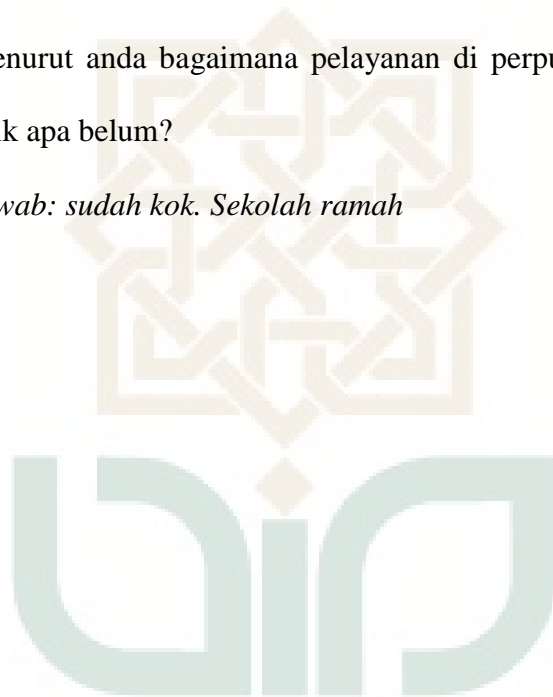 enurut anda bagaimana pelayanan di perpu
k apa belum?
wab: sudah kok. Sekolah ramah